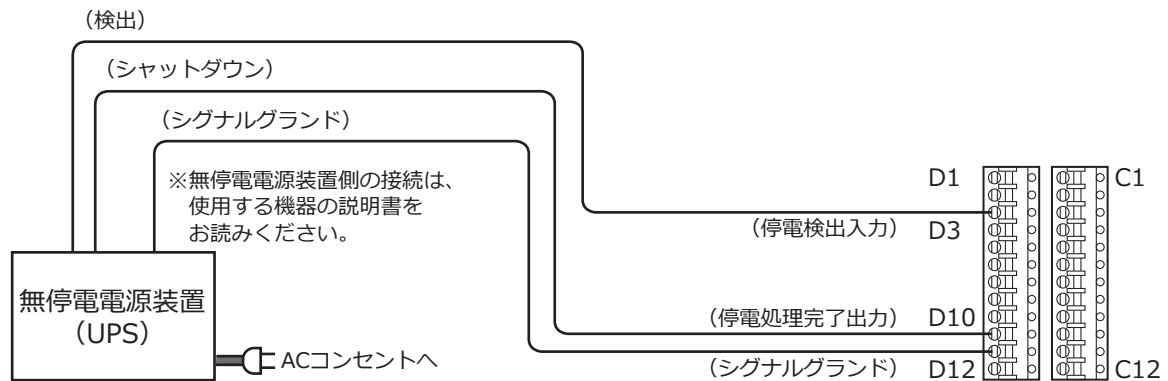 （検出）
（シャットダウン）
（シグナルグランド）
※無停電電源装置側の接続は、
使用する機器の説明書を
お読みください。
D1
C1
（停電検出入力）
D3
無停電電源装置
（UPS）
（停電処理完了出力）
D10
ACコンセントへ
（シグナルグランド）
D12
C12